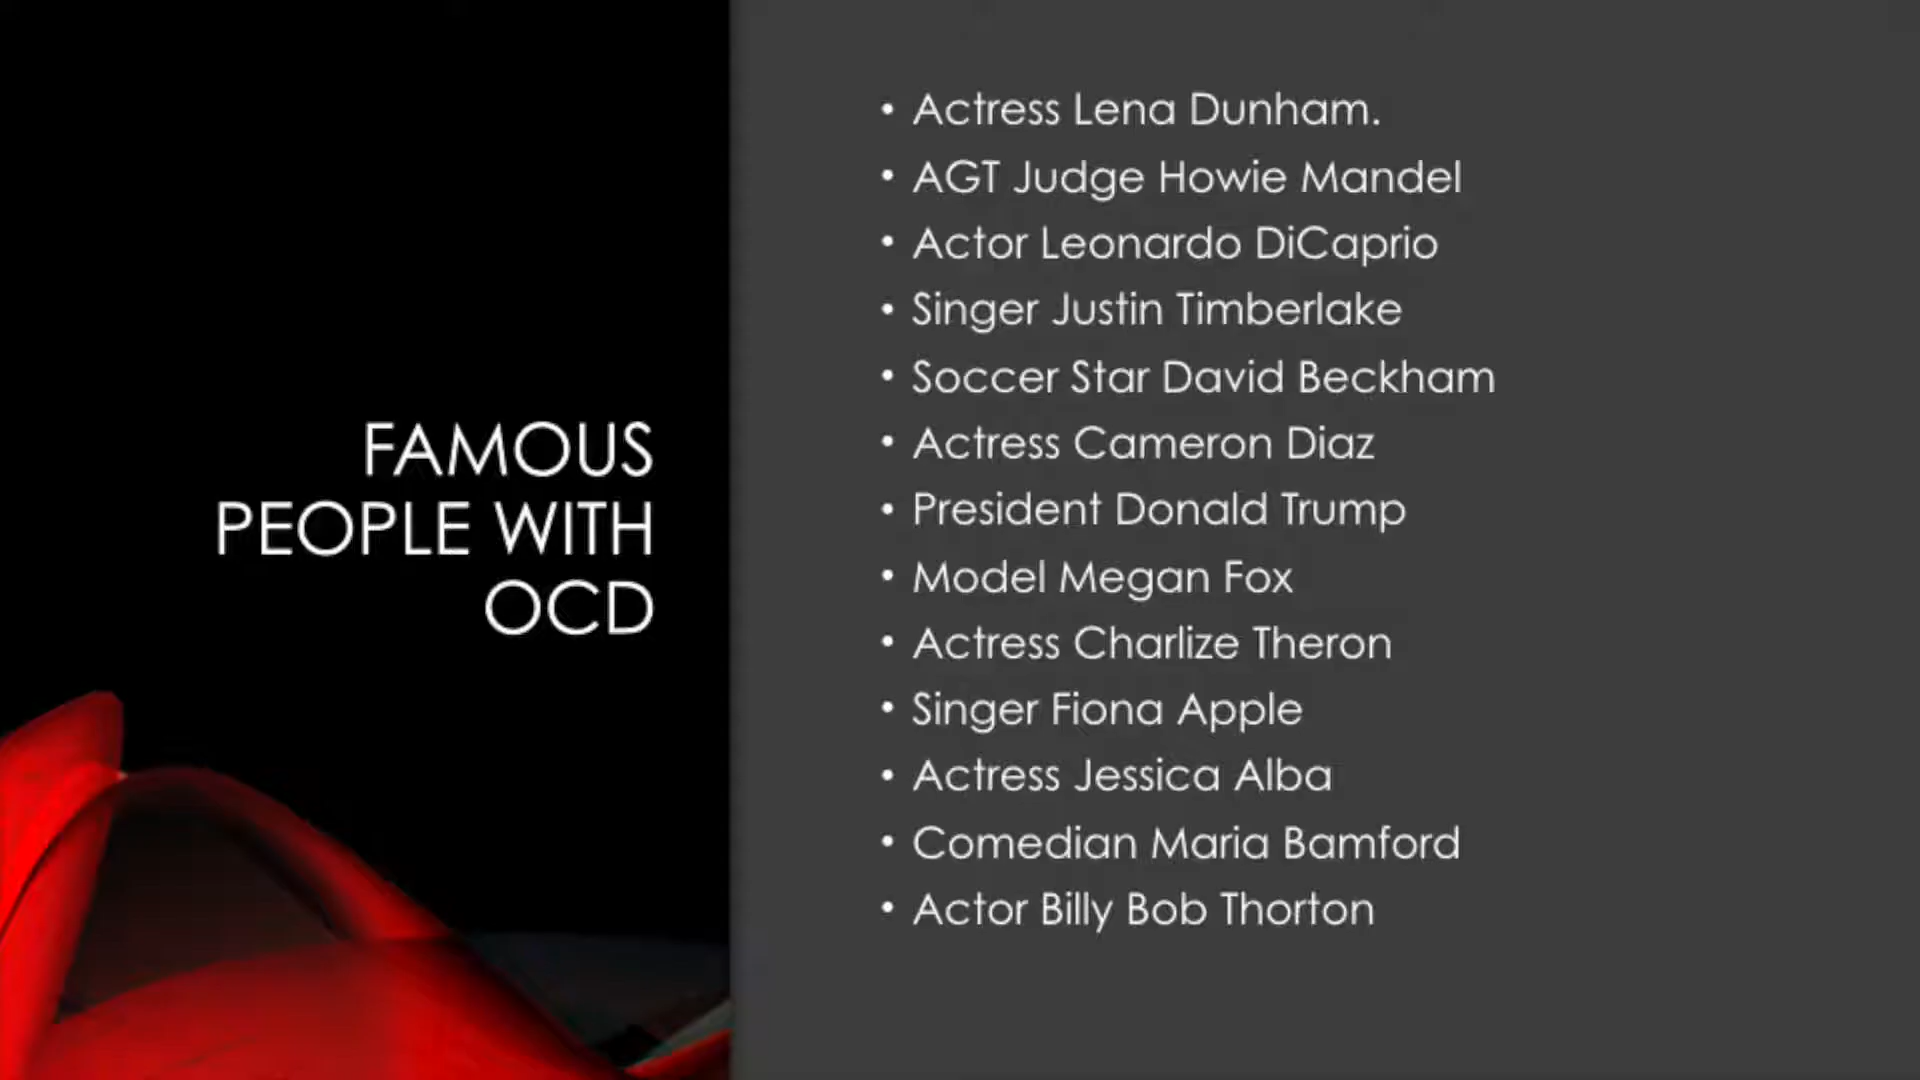 FAMOUS
PEOPLE WITH
OCD
• Actress Lena Dunham.
• AGT Judge Howie Mandel
• Actor Leonardo DiCaprio
• Singer Justin Timberlake
• Soccer Star David Beckham
• Actress Cameron Diaz
• President Donald Trump
• Model Megan Fox
• Actress Charlize Theron
• Singer Fiona Apple
• Actress Jessica Alba
• Comedian Maria Bamford
• Actor Billy Bob Thorton